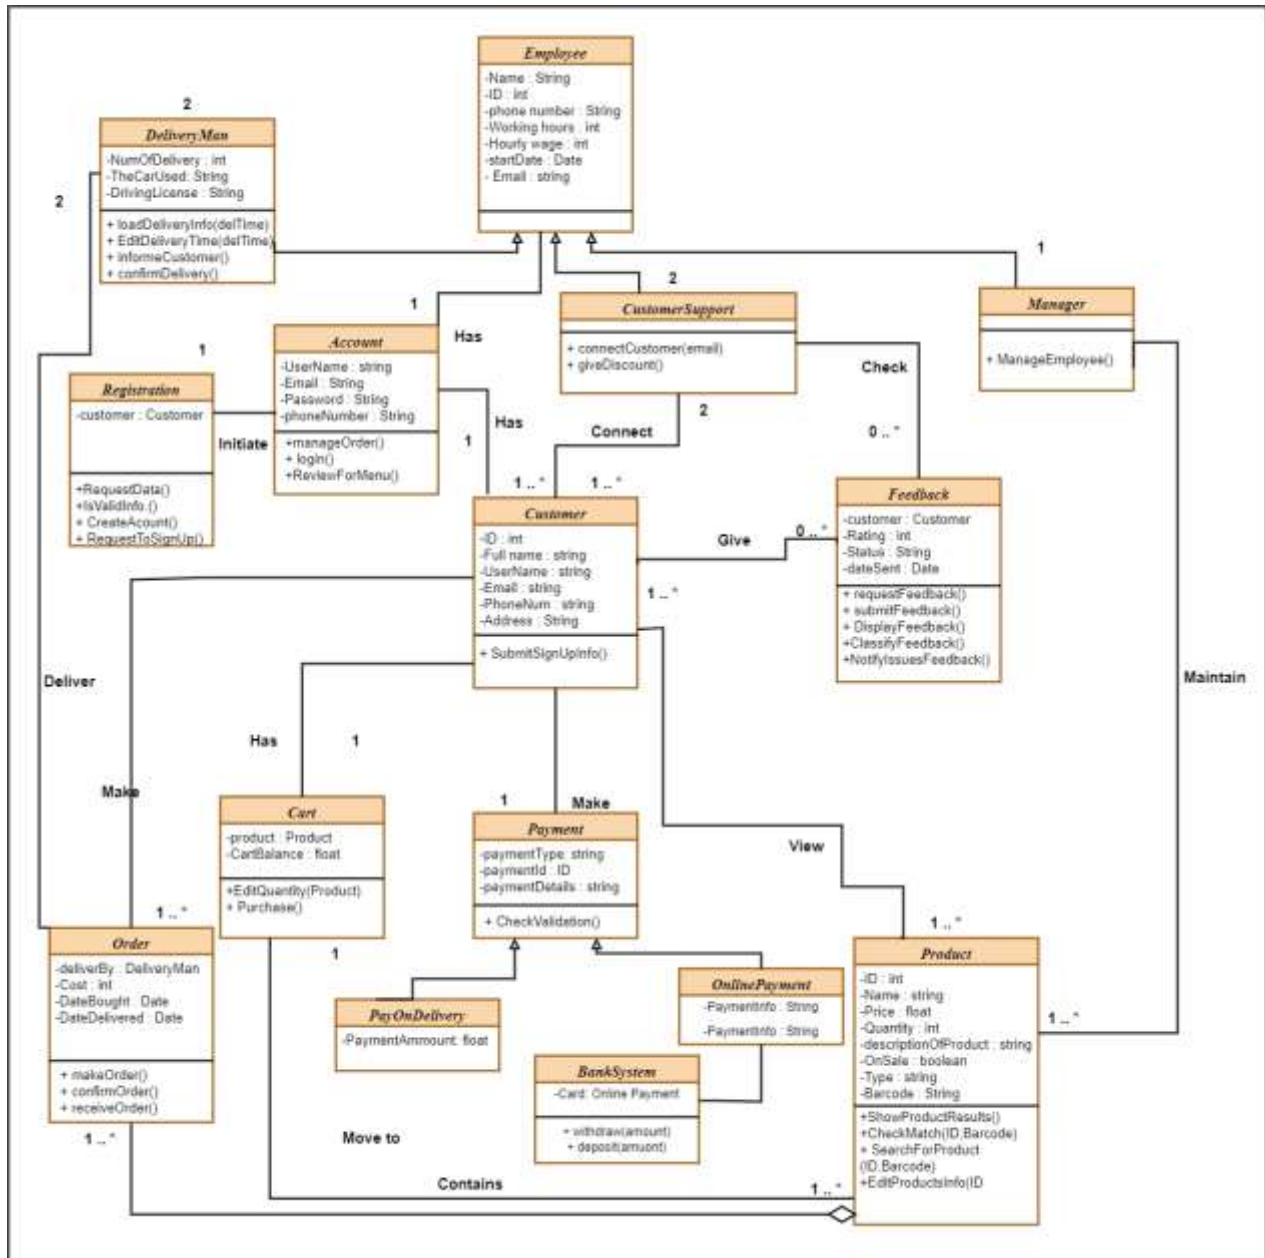 Employee
-Name : String
-ID : int
-phone number : String
-Working hours : int
-Hourly wage : int
-startDate : Date
- Email : string
2
DeliveryMan
-NumOfDelivery : int
-TheCarUsed: String
-DrivingLicense : String
+ loadDeliveryInfo(delTime)
+ EditDeliveryTime(delTime)
+ informeCustomer()
+ confirmDelivery()
2
1
2
1
CustomerSupport
+ connectCustomer(email)
+ giveDiscount()
Manager
+ ManageEmployee()
Has
Account
-UserName : string
-Email : String
-Password : String
-phoneNumber : String
+manageOrder()
+ login()
+ReviewForMenu()
1
Registration
-customer : Customer
+RequestData()
+IsValidInfo.()
+ CreateAcount()
+ RequestToSignUp()
Initiate
Has
1
Connect
2
Check
0 .. *
1 .. *
1 .. *
Customer
-ID : int
-Full name : string
-UserName : string
-Email : string
-PhoneNum : string
-Address : String
+ SubmitSignUpInfo()
Give
0 .. *
1 .. *
Feedback
-customer : Customer
-Rating : int
-Status : String
-dateSent : Date
+ requestFeedback()
+ submitFeedback()
+ DisplayFeedback()
+ClassifyFeedback()
+NotifyIssuesFeedback()
Deliver
Maintain
Has
1
Make
1
Make
View
Cart
-product : Product
-CartBalance : float
+EditQuantity(Product)
+ Purchase()
Payment
-paymentType: string
-paymentId : ID
-paymentDetails : string
+ CheckValidation()
1 .. *
1
1 .. *
Order
-deliverBy : DeliveryMan
-Cost : int
-DateBought : Date
-DateDelivered : Date
+ makeOrder()
+ confirmOrder()
+ receiveOrder()
1 .. *
PayOnDelivery
-PaymentAmmount: float
OnlinePayment
-PaymentInfo : String
-PaymentInfo : String
BankSystem
-Card: Online Payment
+ withdraw(amount)
+ deposit(amuont)
Product
-ID : int
-Name : string
-Price : float
-Quantity : int
-descriptionOfProduct : string
-OnSale : boolean
-Type : string
-Barcode : String
+ShowProductResults()
+CheckMatch(ID,Barcode)
+ SearchForProduct
(ID,Barcode)
+EditProductsInfo(ID
1 .. *
Move to
Contains
1 .. *